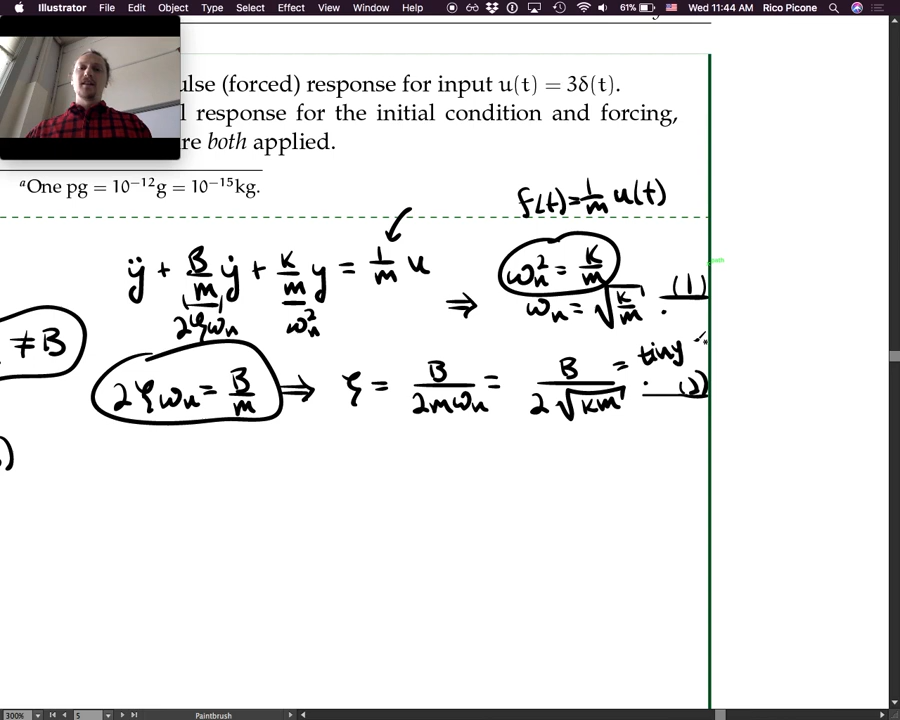 Illustrator File Edit Object Type Select Effect View Window Help 61% Wed 11:44 AM Rico Picone
ulse (forced) response for input u(t) = 3δ(t).
l response for the initial condition and forcing,
re both applied.
ᵃOne pg = 10⁻¹²g = 10⁻¹⁵kg.
f(t) = 1/m u(t)
ÿ + B/m ẏ + K/m y = 1/m u
2ζωₙ ωₙ²
⇒ ωₙ² = K/m
ωₙ = √(K/m) . (1)
≠ B
2ζωₙ = B/m ⇒ ζ = B/(2mωₙ) = B/(2√(Km)) = tiny . (2)
)
300% 5 Paintbrush